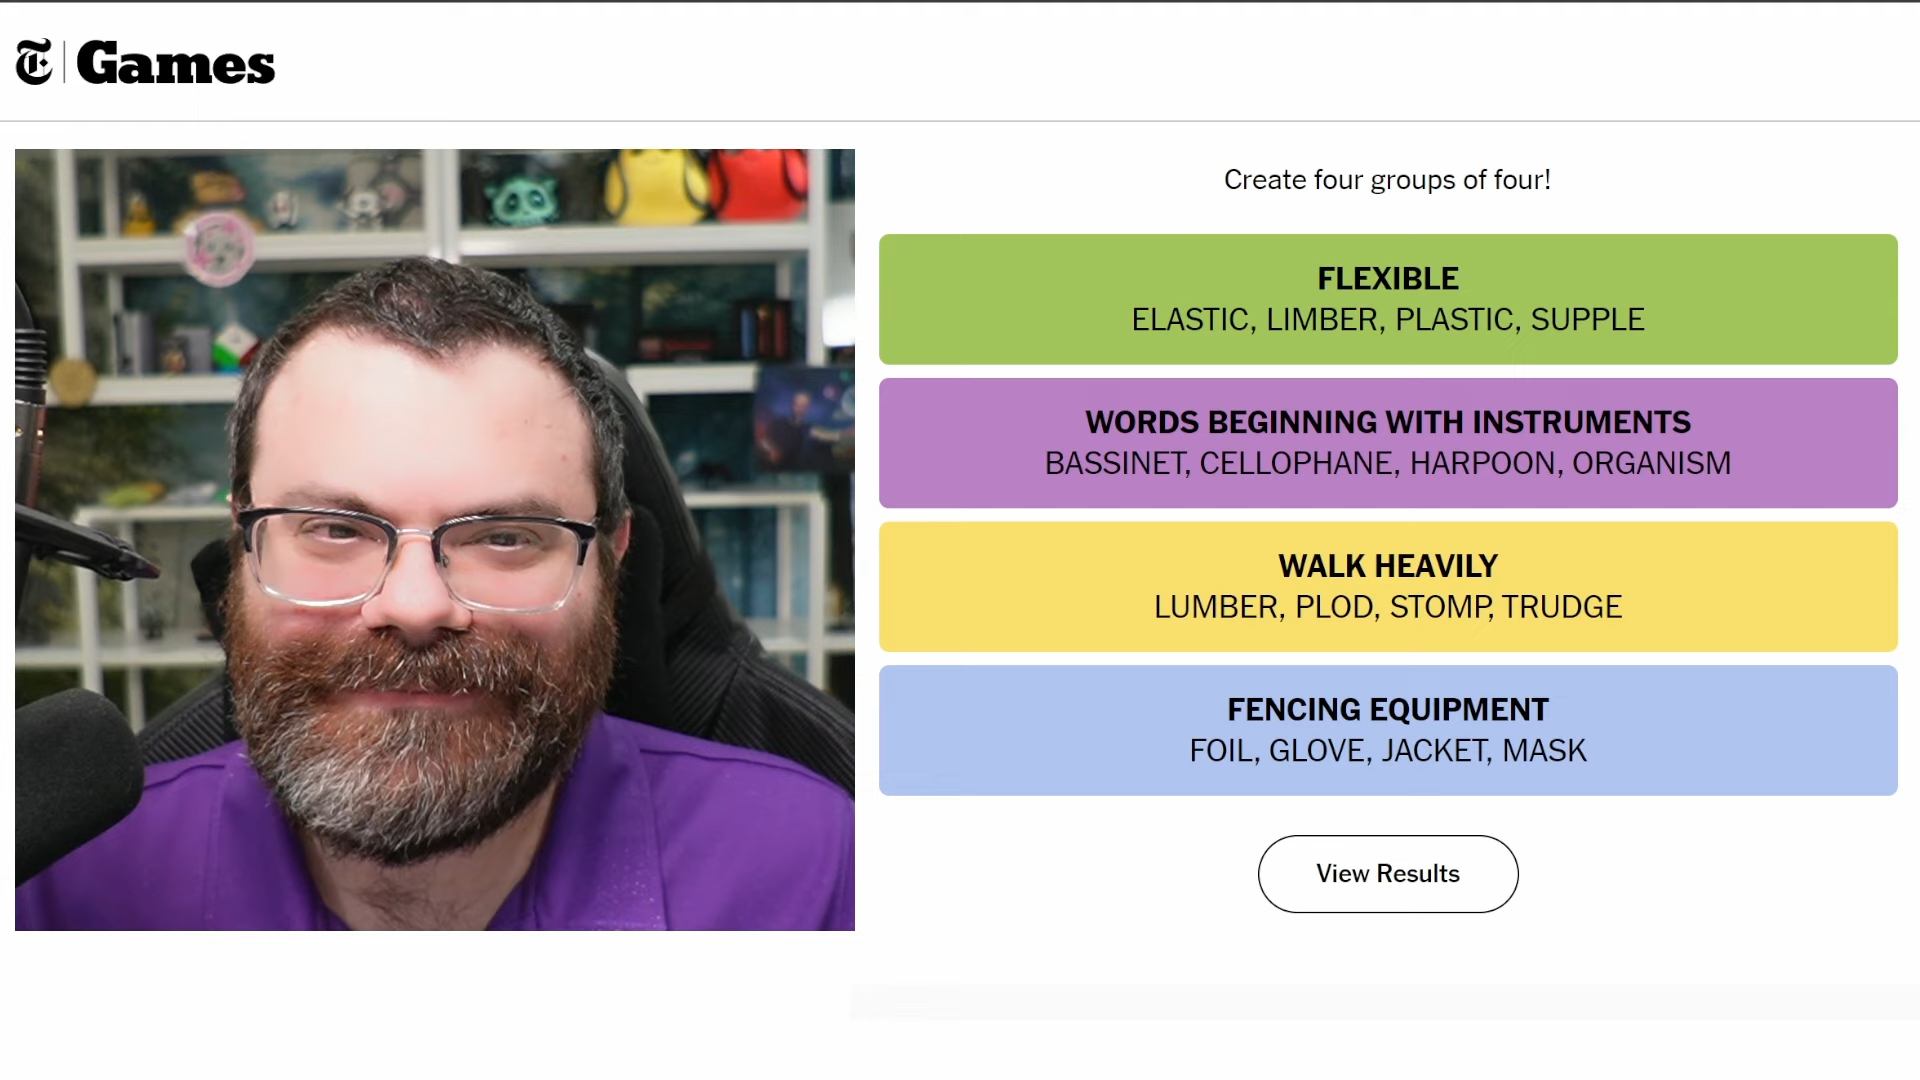 T Games
Create four groups of four!
FLEXIBLE
ELASTIC, LIMBER, PLASTIC, SUPPLE
WORDS BEGINNING WITH INSTRUMENTS
BASSINET, CELLOPHANE, HARPOON, ORGANISM
WALK HEAVILY
LUMBER, PLOD, STOMP, TRUDGE
FENCING EQUIPMENT
FOIL, GLOVE, JACKET, MASK
View Results